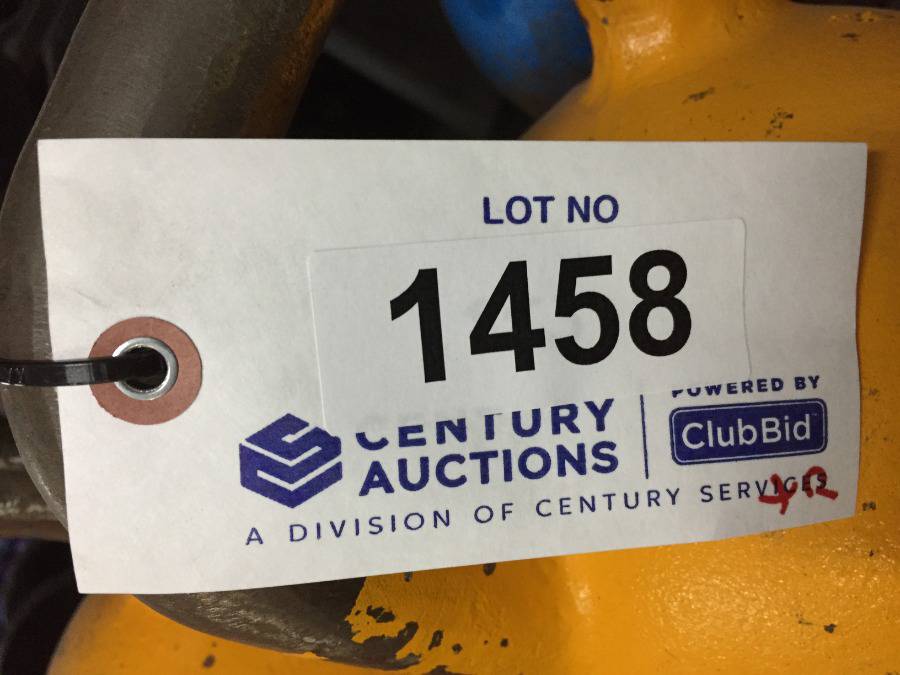 LOT NO
1458
CENTURY
AUCTIONS
POWERED BY
ClubBid
A DIVISION OF CENTURY SERVICES